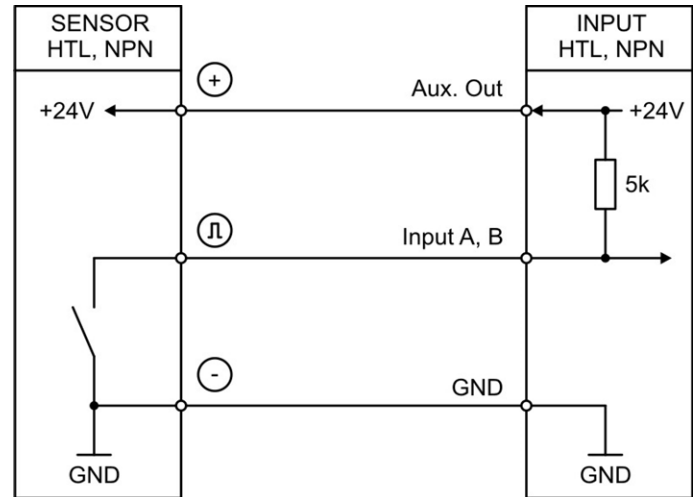 SENSOR
HTL, NPN
INPUT
HTL, NPN
+
Aux. Out
+24V
+24V
5k
Input A, B
-
GND
GND
GND